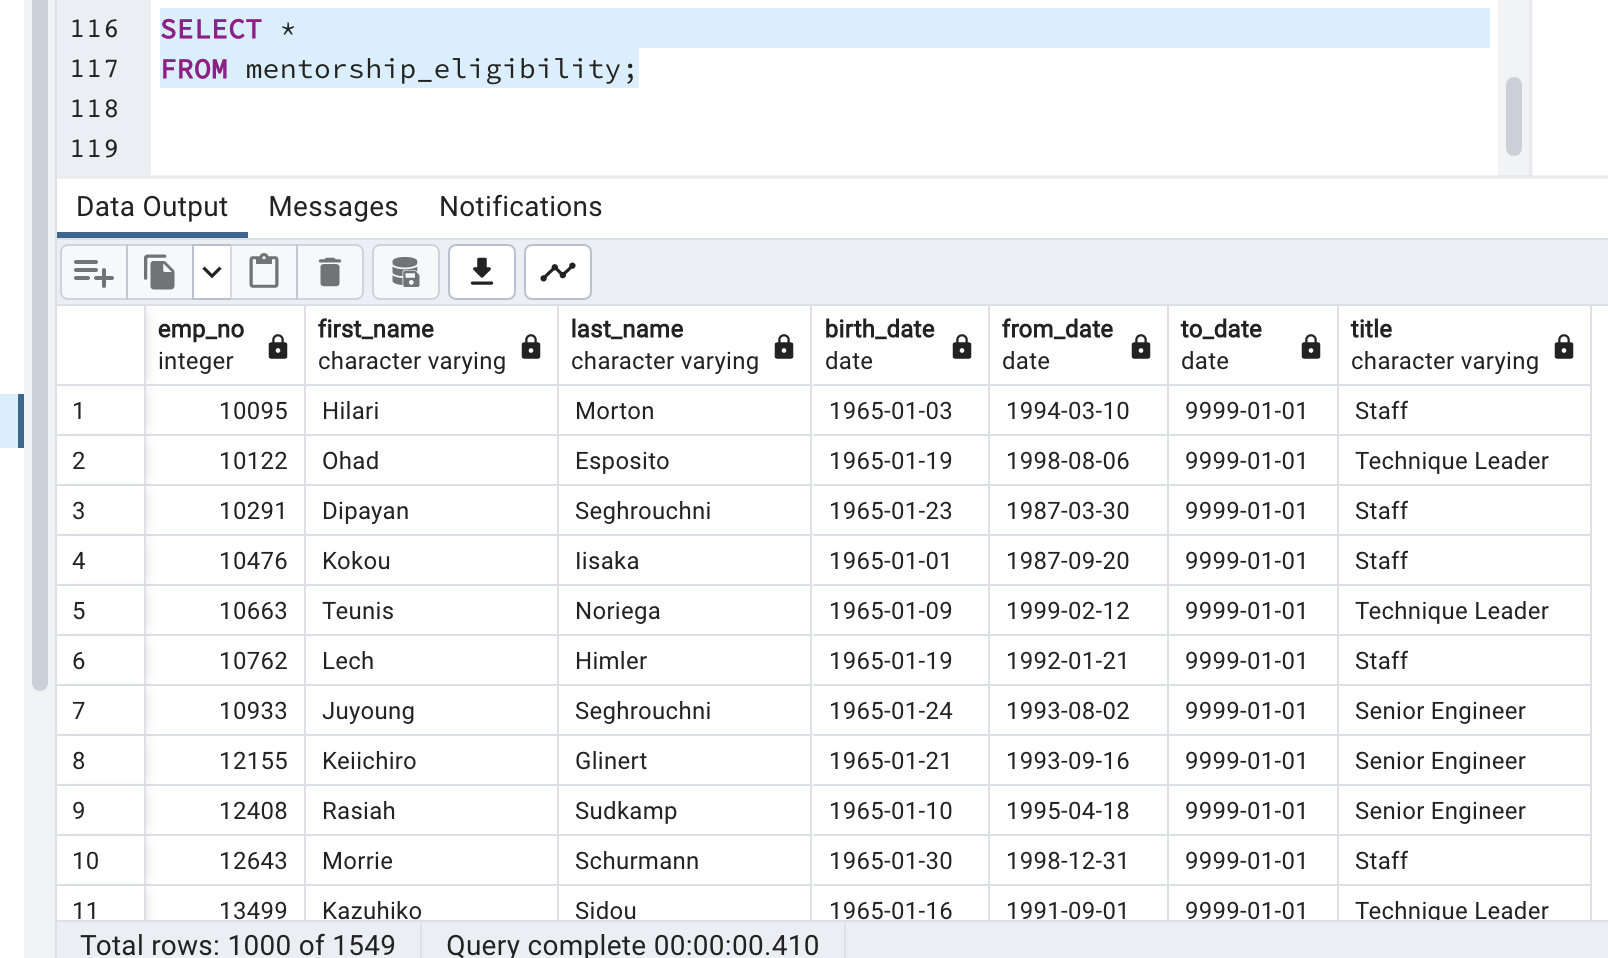 116 SELECT *
117 FROM mentorship_eligibility;
118
119
Data Output Messages Notifications
emp_no first_name last_name birth_date from_date to_date title
integer character varying character varying date date date character varying
1 10095 Hilari Morton 1965-01-03 1994-03-10 9999-01-01 Staff
2 10122 Ohad Esposito 1965-01-19 1998-08-06 9999-01-01 Technique Leader
3 10291 Dipayan Seghrouchni 1965-01-23 1987-03-30 9999-01-01 Staff
4 10476 Kokou Iisaka 1965-01-01 1987-09-20 9999-01-01 Staff
5 10663 Teunis Noriega 1965-01-09 1999-02-12 9999-01-01 Technique Leader
6 10762 Lech Himler 1965-01-19 1992-01-21 9999-01-01 Staff
7 10933 Juyoung Seghrouchni 1965-01-24 1993-08-02 9999-01-01 Senior Engineer
8 12155 Keiichiro Glinert 1965-01-21 1993-09-16 9999-01-01 Senior Engineer
9 12408 Rasiah Sudkamp 1965-01-10 1995-04-18 9999-01-01 Senior Engineer
10 12643 Morrie Schurmann 1965-01-30 1998-12-31 9999-01-01 Staff
11 13499 Kazuhiko Sidou 1965-01-16 1991-09-01 9999-01-01 Technique Leader
Total rows: 1000 of 1549 Query complete 00:00:00.410